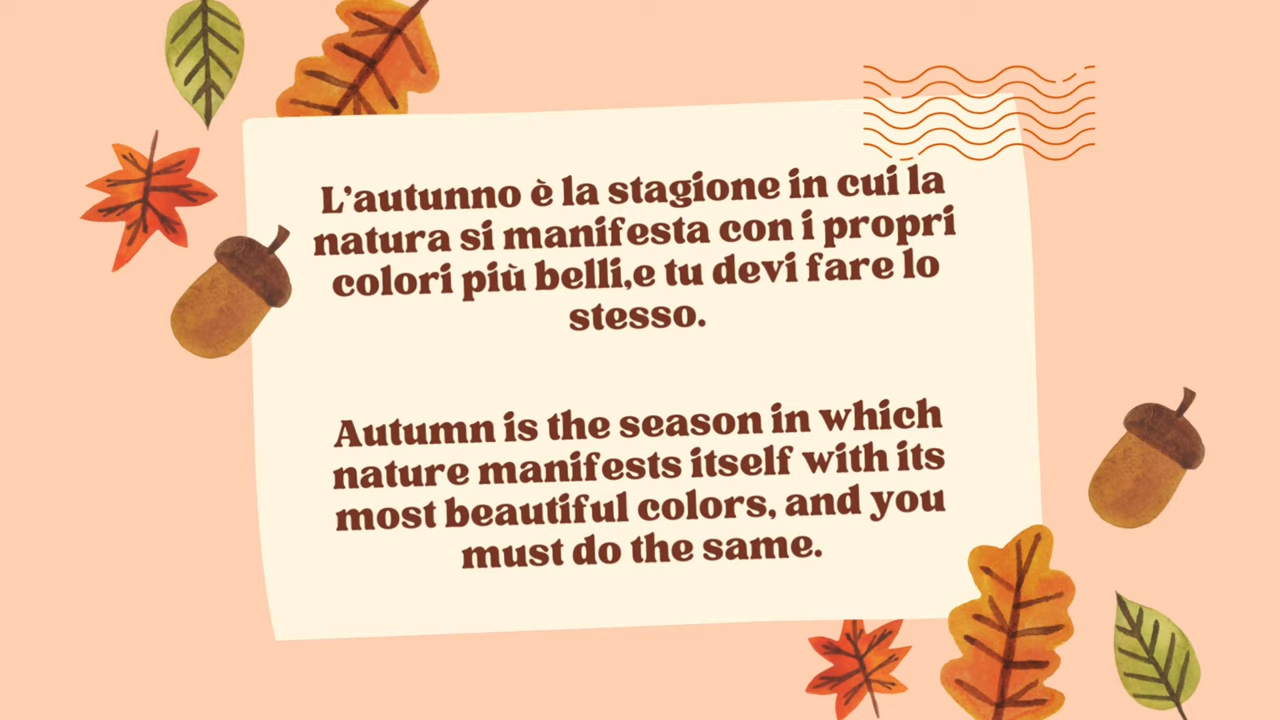 L'autunno è la stagione in cui la
natura si manifesta con i propri
colori più belli,e tu devi fare lo
stesso.
Autumn is the season in which
nature manifests itself with its
most beautiful colors, and you
must do the same.